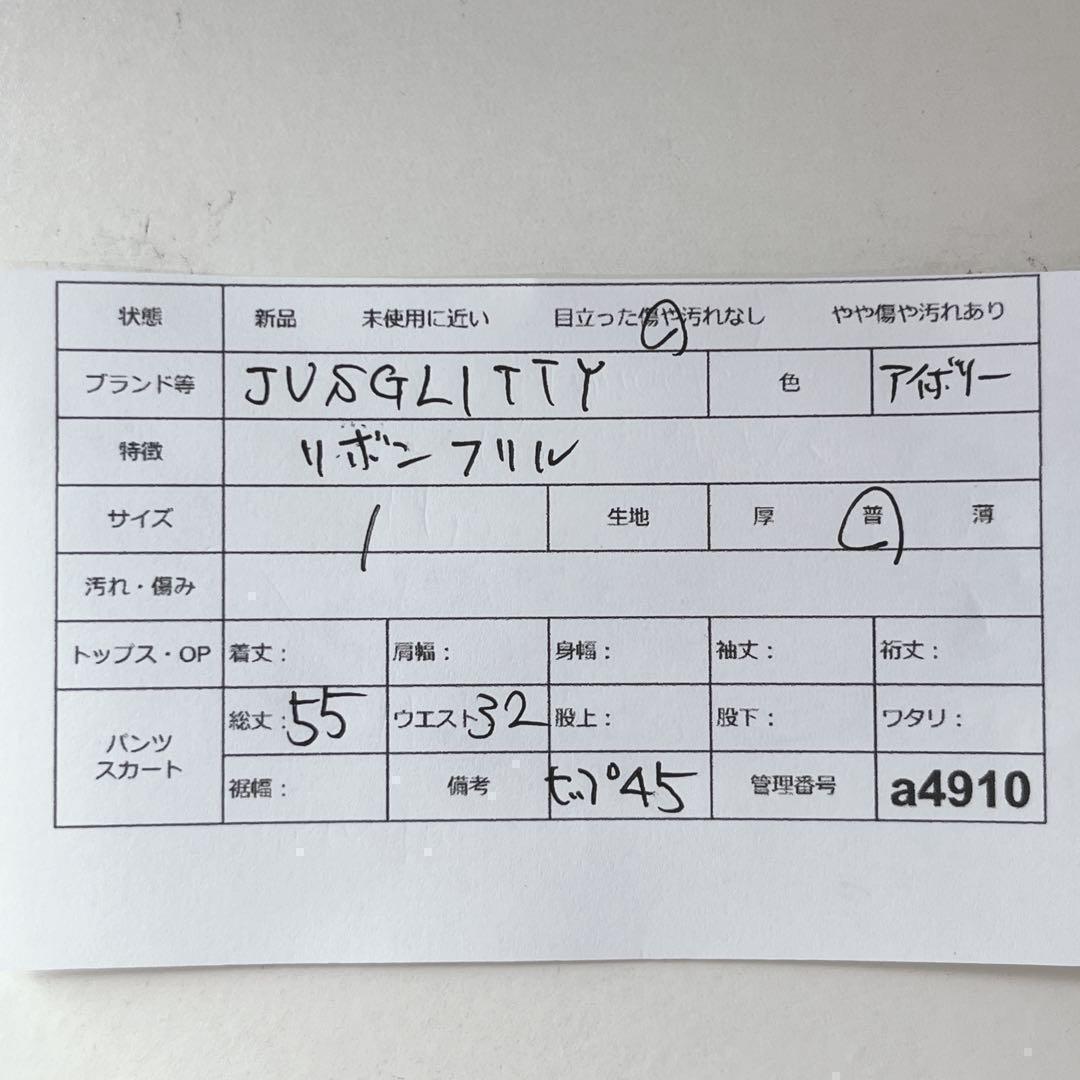 状態 新品 未使用に近い 目立った傷や汚れなし やや傷や汚れあり
ブランド等 JUSGLITTY 色 アイボリー
特徴 リボン フリル
サイズ 1 生地 厚 普 薄
汚れ・傷み
トップス・OP 着丈： 肩幅： 身幅： 袖丈： 裄丈：
パンツ スカート 総丈：55 ウエスト32 股上： 股下： ワタリ：
裾幅： 備考 ヒップ45 管理番号 a4910